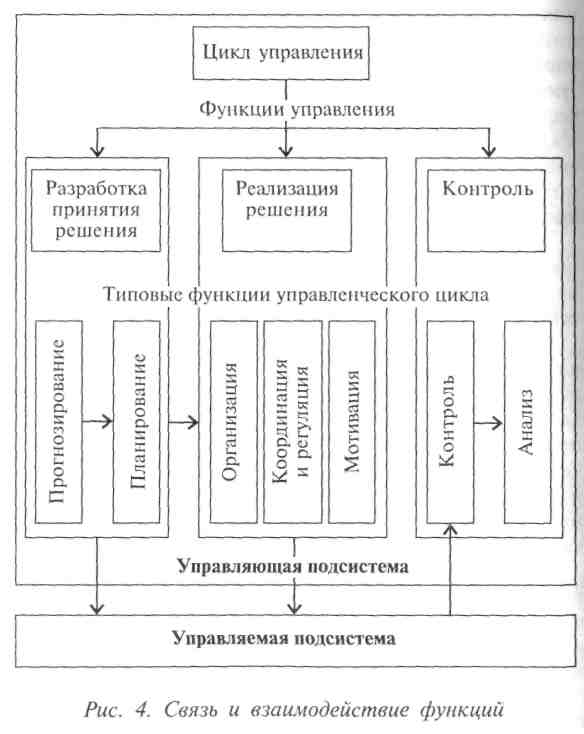 Цикл управления
Функции управления
Разработка
принятия
решения
Реализация
решения
Контроль
Типовые функции управленческого цикла
Прогнозирование
Планирование
Организация
Координация
и регуляция
Мотивация
Контроль
Анализ
Управляющая подсистема
Управляемая подсистема
Рис. 4. Связь и взаимодействие функций